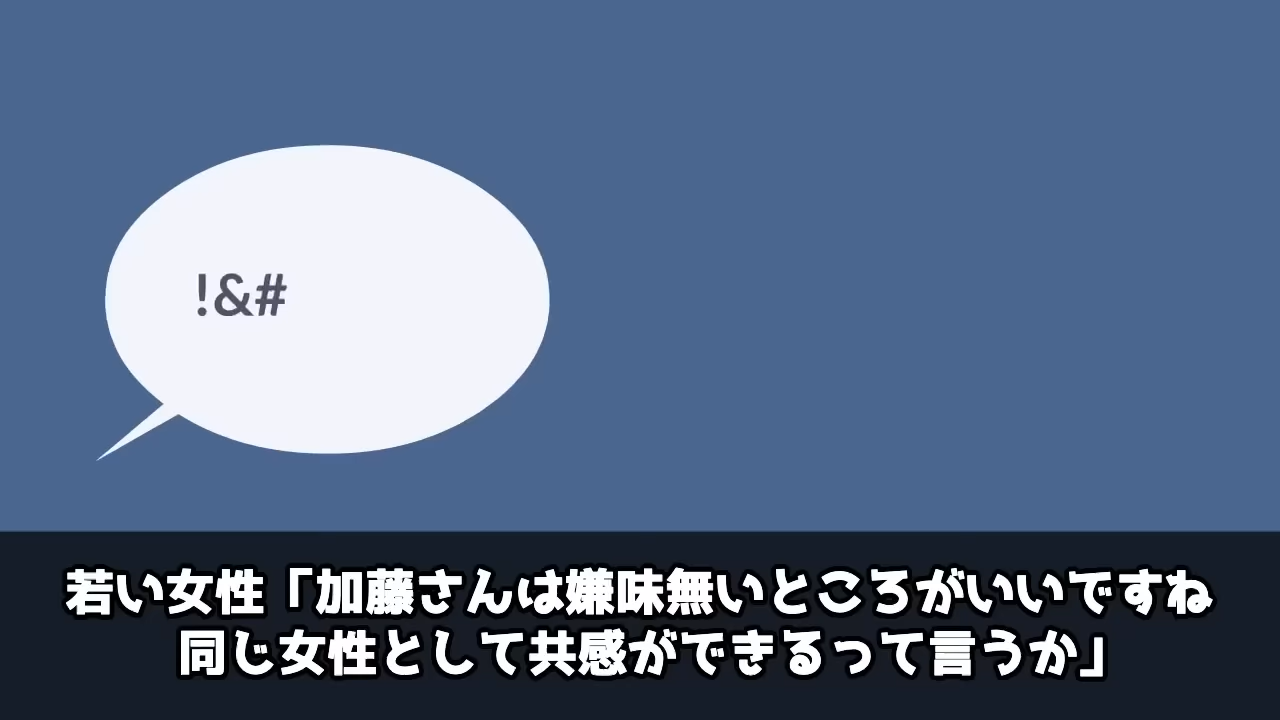 !&#
若い女性「加藤さんは嫌味無いところがいいですね
同じ女性として共感ができるって言うか」